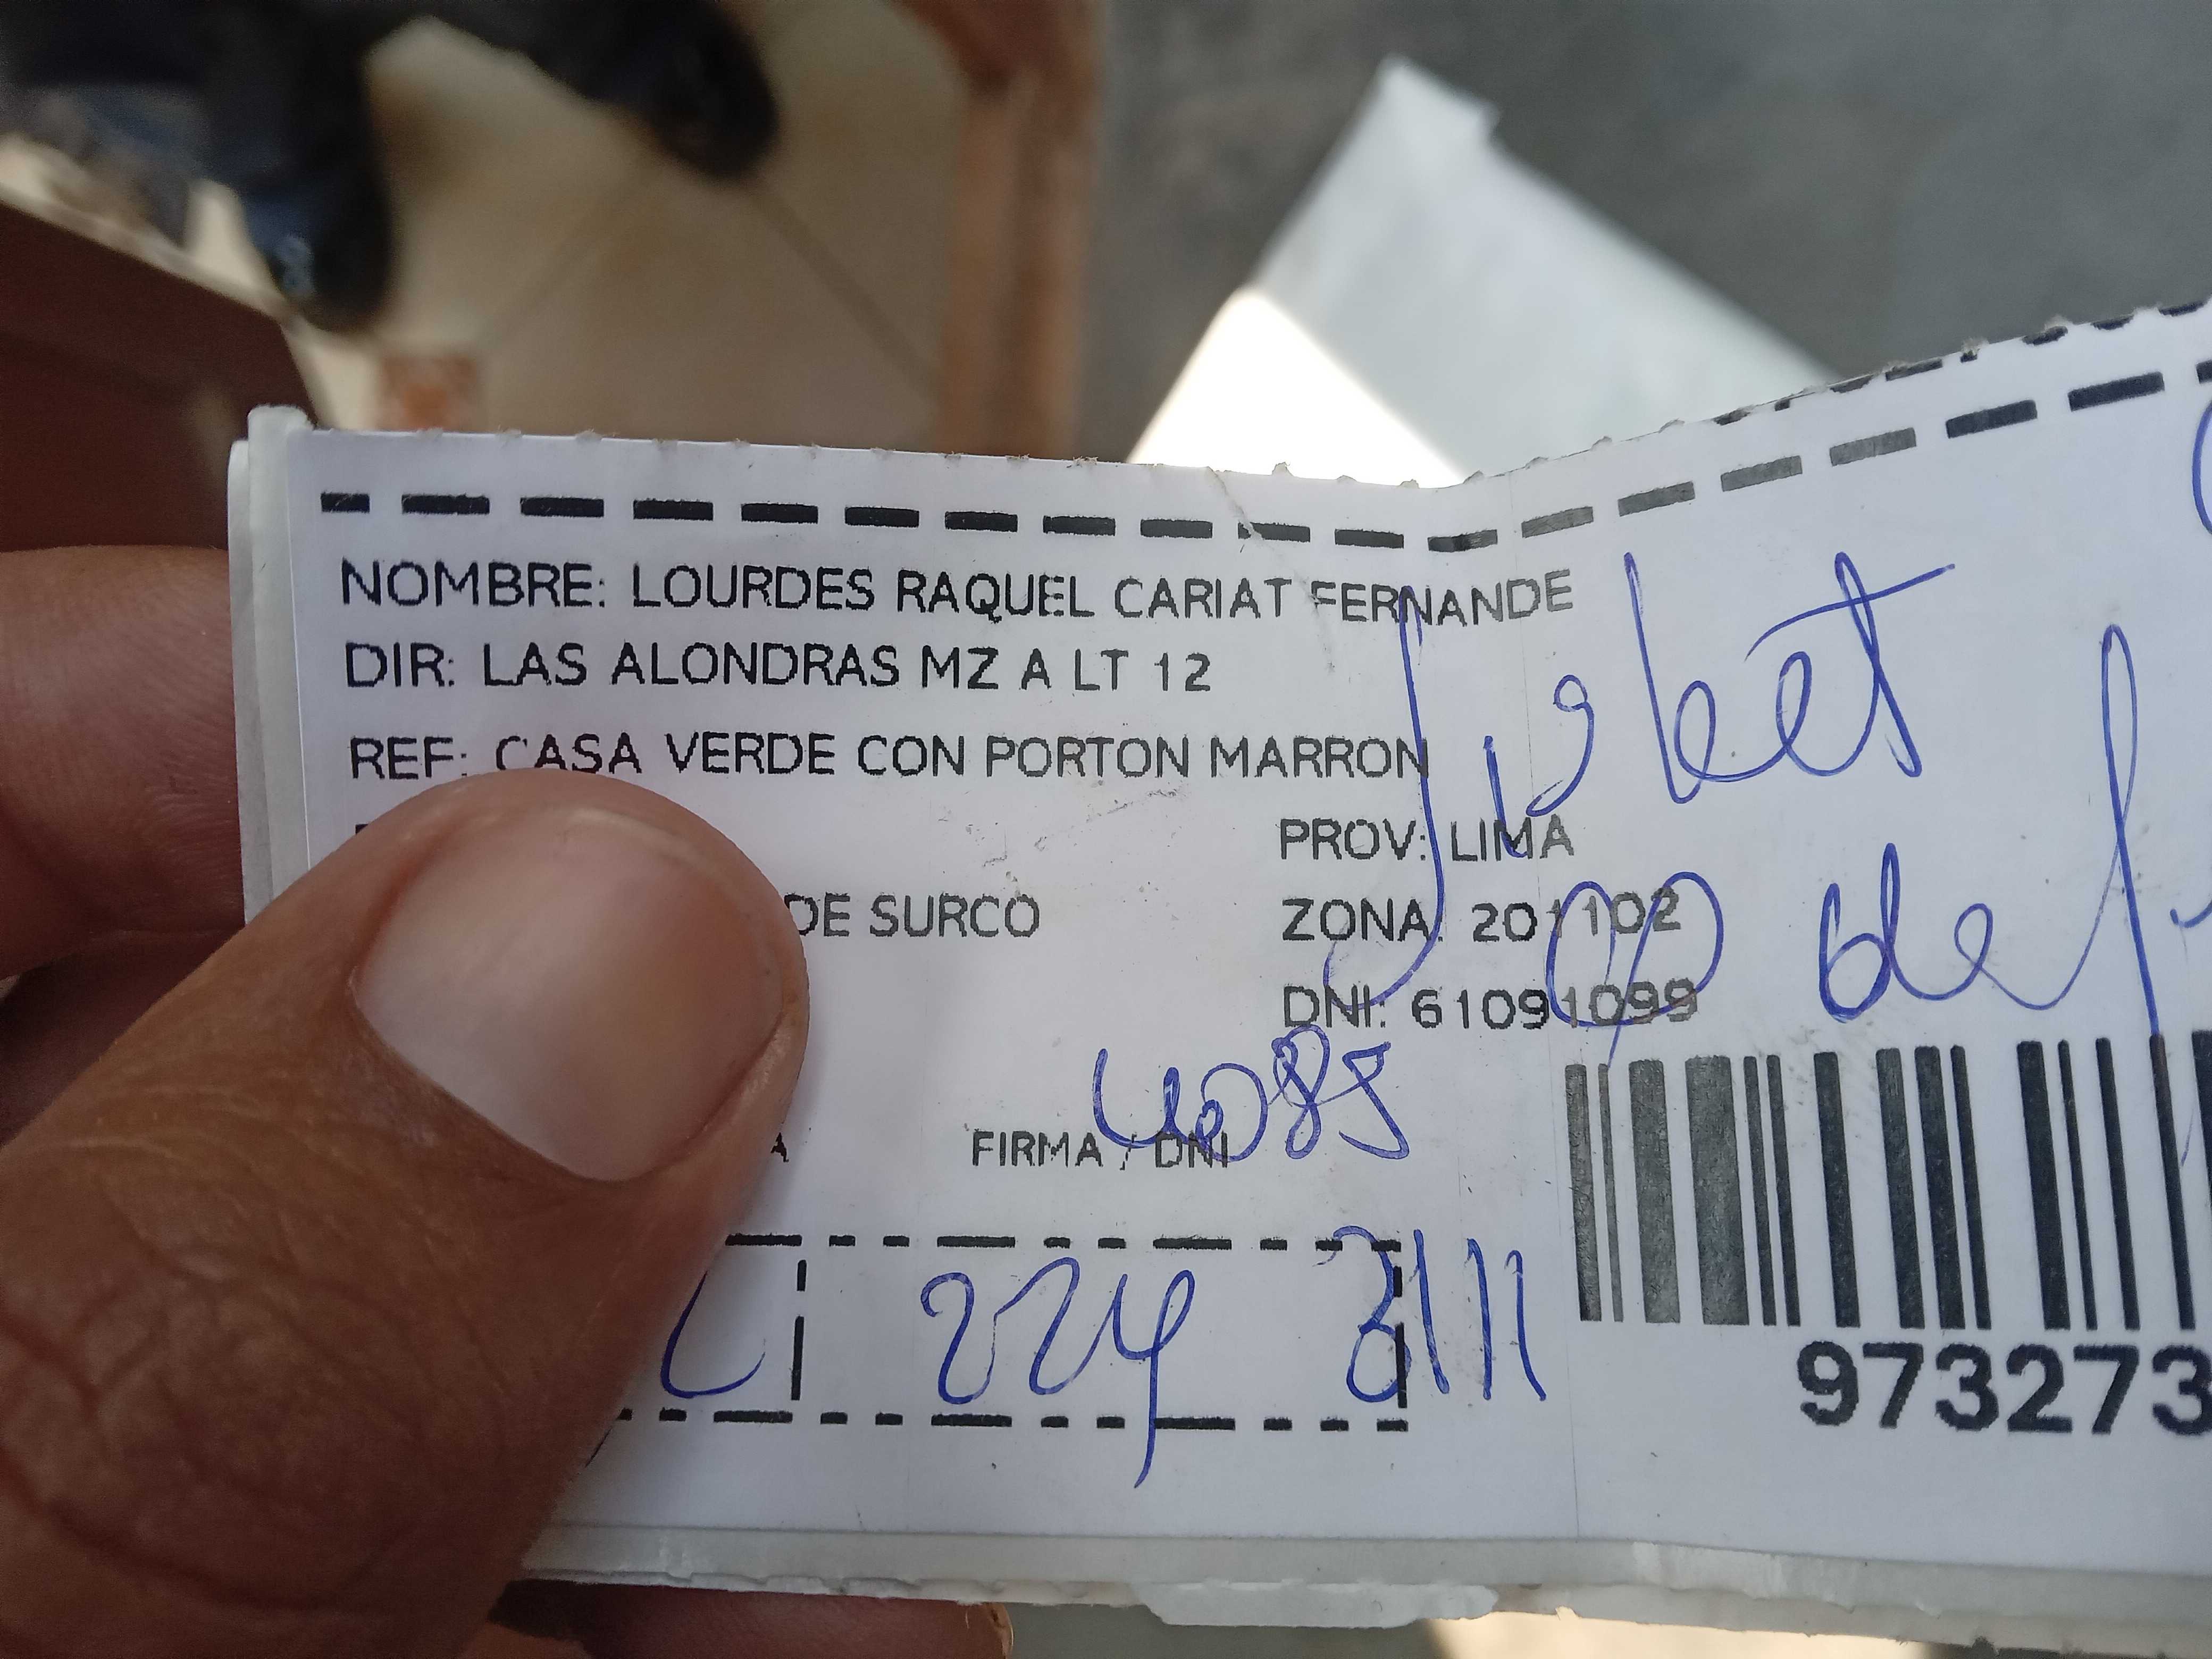 NOMBRE: LOURDES RAQUEL CARIAT FERNANDE
DIR: LAS ALONDRAS MZ A LT 12
REF: CASA VERDE CON PORTON MARRON
PROV: LIMA
DE SURCO
ZONA: 201102
DNI: 61091099
4085
A
FIRMA / DNI
224
973273